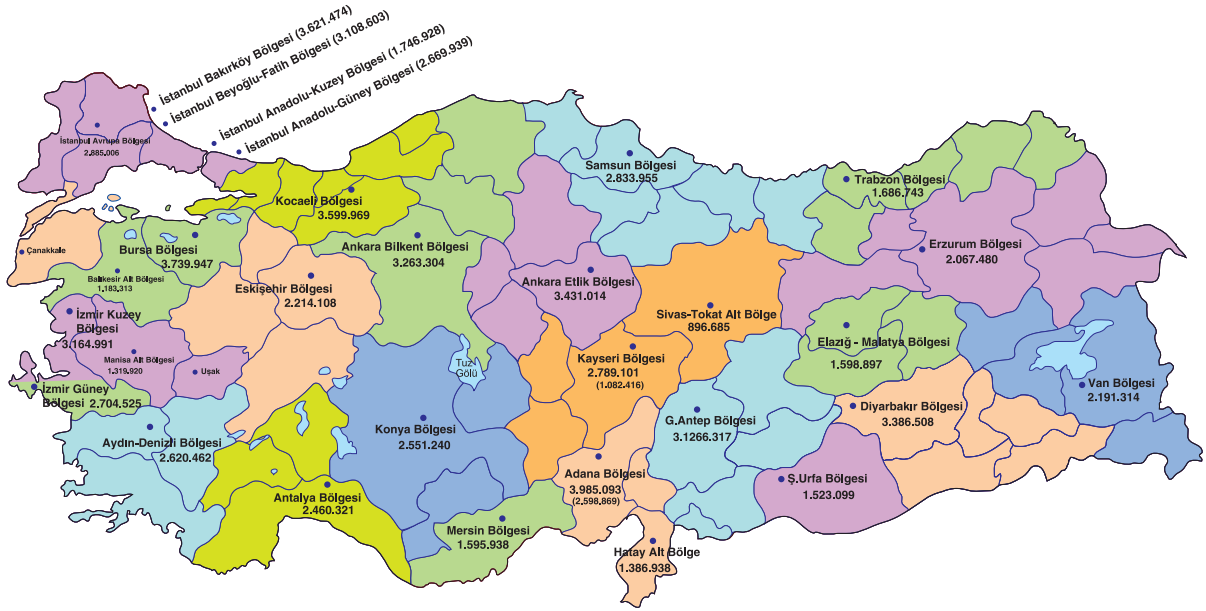 İstanbul Bakırköy Bölgesi (3.621.474)
İstanbul Beyoğlu-Fatih Bölgesi (3.108.603)
İstanbul Anadolu-Kuzey Bölgesi (1.746.928)
İstanbul Anadolu-Güney Bölgesi (2.669.939)
İstanbul Avrupa Bölgesi
2.885.006
Samsun Bölgesi
2.833.955
Trabzon Bölgesi
1.686.743
Kocaeli Bölgesi
3.599.969
Çanakkale
Bursa Bölgesi
3.739.947
Ankara Bilkent Bölgesi
3.263.304
Erzurum Bölgesi
2.067.480
Balıkesir Alt Bölgesi
1.183.313
Eskişehir Bölgesi
2.214.108
Ankara Etlik Bölgesi
3.431.014
Sivas-Tokat Alt Bölge
896.685
İzmir Kuzey
Bölgesi
3.164.991
Manisa Alt Bölgesi
1.319.920
Uşak
Tuz
Gölü
Kayseri Bölgesi
2.789.101
(1.082.416)
Elazığ - Malatya Bölgesi
1.598.897
Van Bölgesi
2.191.314
İzmir Güney
Bölgesi
2.704.525
Aydın-Denizli Bölgesi
2.620.462
Konya Bölgesi
2.551.240
G.Antep Bölgesi
3.1266.317
Diyarbakır Bölgesi
3.386.508
Antalya Bölgesi
2.460.321
Adana Bölgesi
3.985.093
(2,598.869)
Ş.Urfa Bölgesi
1.523.099
Mersin Bölgesi
1.595.938
Hatay Alt Bölge
1.386.938